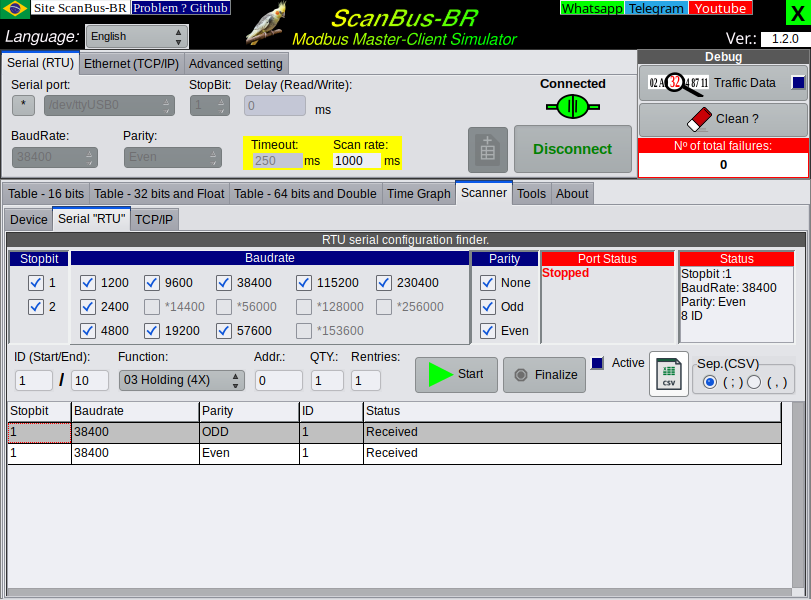 Site ScanBus-BR Problem ? Github
ScanBus-BR
Modbus Master-Client Simulator
Whatsapp Telegram Youtube
X
Language: English
Ver.: 1.2.0
Serial (RTU) Ethernet (TCP/IP) Advanced setting
Debug
Serial port: StopBit: Delay (Read/Write):
* /dev/ttyUSB0 1 0 ms
Connected
02 A 32 4 87 11 Traffic Data
BaudRate: Parity:
38400 Even
Timeout: Scan rate:
250 ms 1000 ms
Disconnect
Clean ?
Nº of total failures:
0
Table - 16 bits Table - 32 bits and Float Table - 64 bits and Double Time Graph Scanner Tools About
Device Serial "RTU" TCP/IP
RTU serial configuration finder.
Stopbit Baudrate Parity Port Status Status
1 1200 9600 38400 115200 230400 None
2 2400 *14400 *56000 *128000 *256000 Odd
4800 19200 57600 *153600 Even
Stopped
Stopbit :1
BaudRate: 38400
Parity: Even
8 ID
ID (Start/End): Function: Addr.: QTY.: Rentries:
1 / 10 03 Holding (4X) 0 1 1
Start Finalize Active
CSV
Sep.(CSV)
( ; ) ( , )
Stopbit Baudrate Parity ID Status
1 38400 ODD 1 Received
1 38400 Even 1 Received